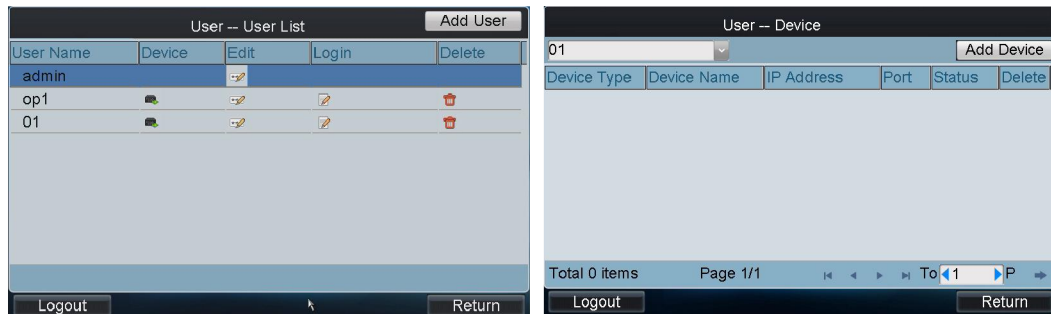 User -- User List
Add User
User Name Device Edit Login Delete
admin
op1
01
Logout Return
User -- Device
01 Add Device
Device Type Device Name IP Address Port Status Delete
Total 0 items Page 1/1 To 1 P
Logout Return